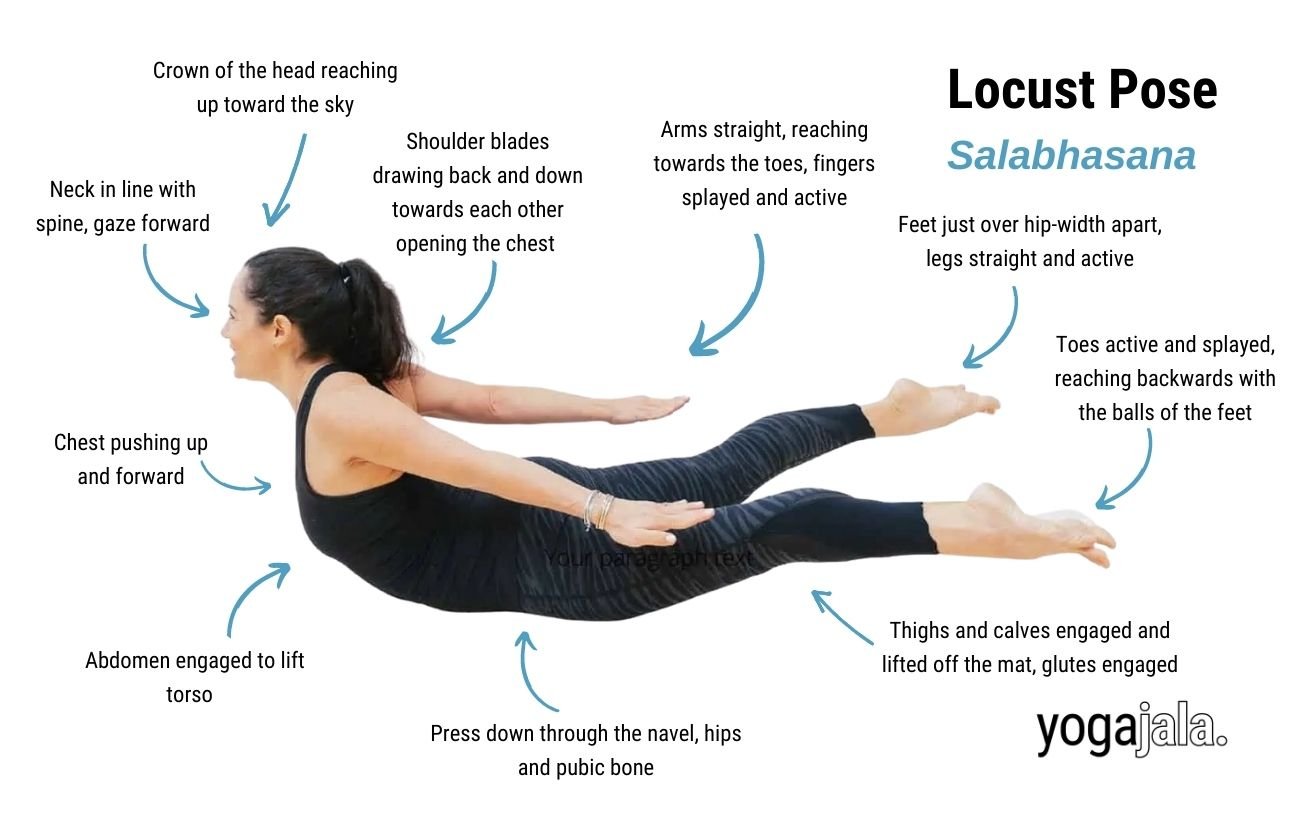 Locust Pose
Salabhasana
Crown of the head reaching
up toward the sky
Shoulder blades
drawing back and down
towards each other
opening the chest
Arms straight, reaching
towards the toes, fingers
splayed and active
Neck in line with
spine, gaze forward
Feet just over hip-width apart,
legs straight and active
Toes active and splayed,
reaching backwards with
the balls of the feet
Chest pushing up
and forward
Your paragraph text
Abdomen engaged to lift
torso
Thighs and calves engaged and
lifted off the mat, glutes engaged
Press down through the navel, hips
and pubic bone
yogajala.